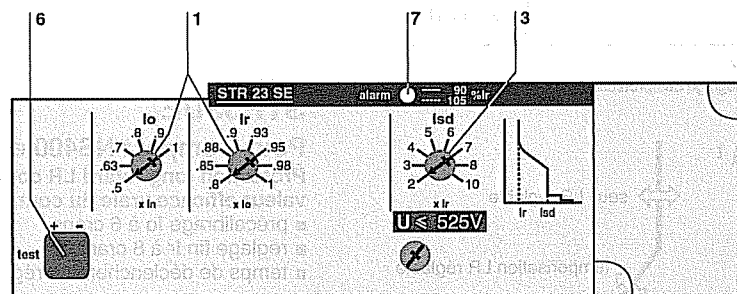 6 1 7 3
STR 23 SE alarm 90 105 %Ir
Io
.5 .63 .7 .8 .9 1
x In
Ir
.8 .85 .88 .9 .93 .95 .98 1
x Io
Isd
2 3 4 5 6 7 8 10
x Ir
U < 525V
Ir Isd
+ -
test